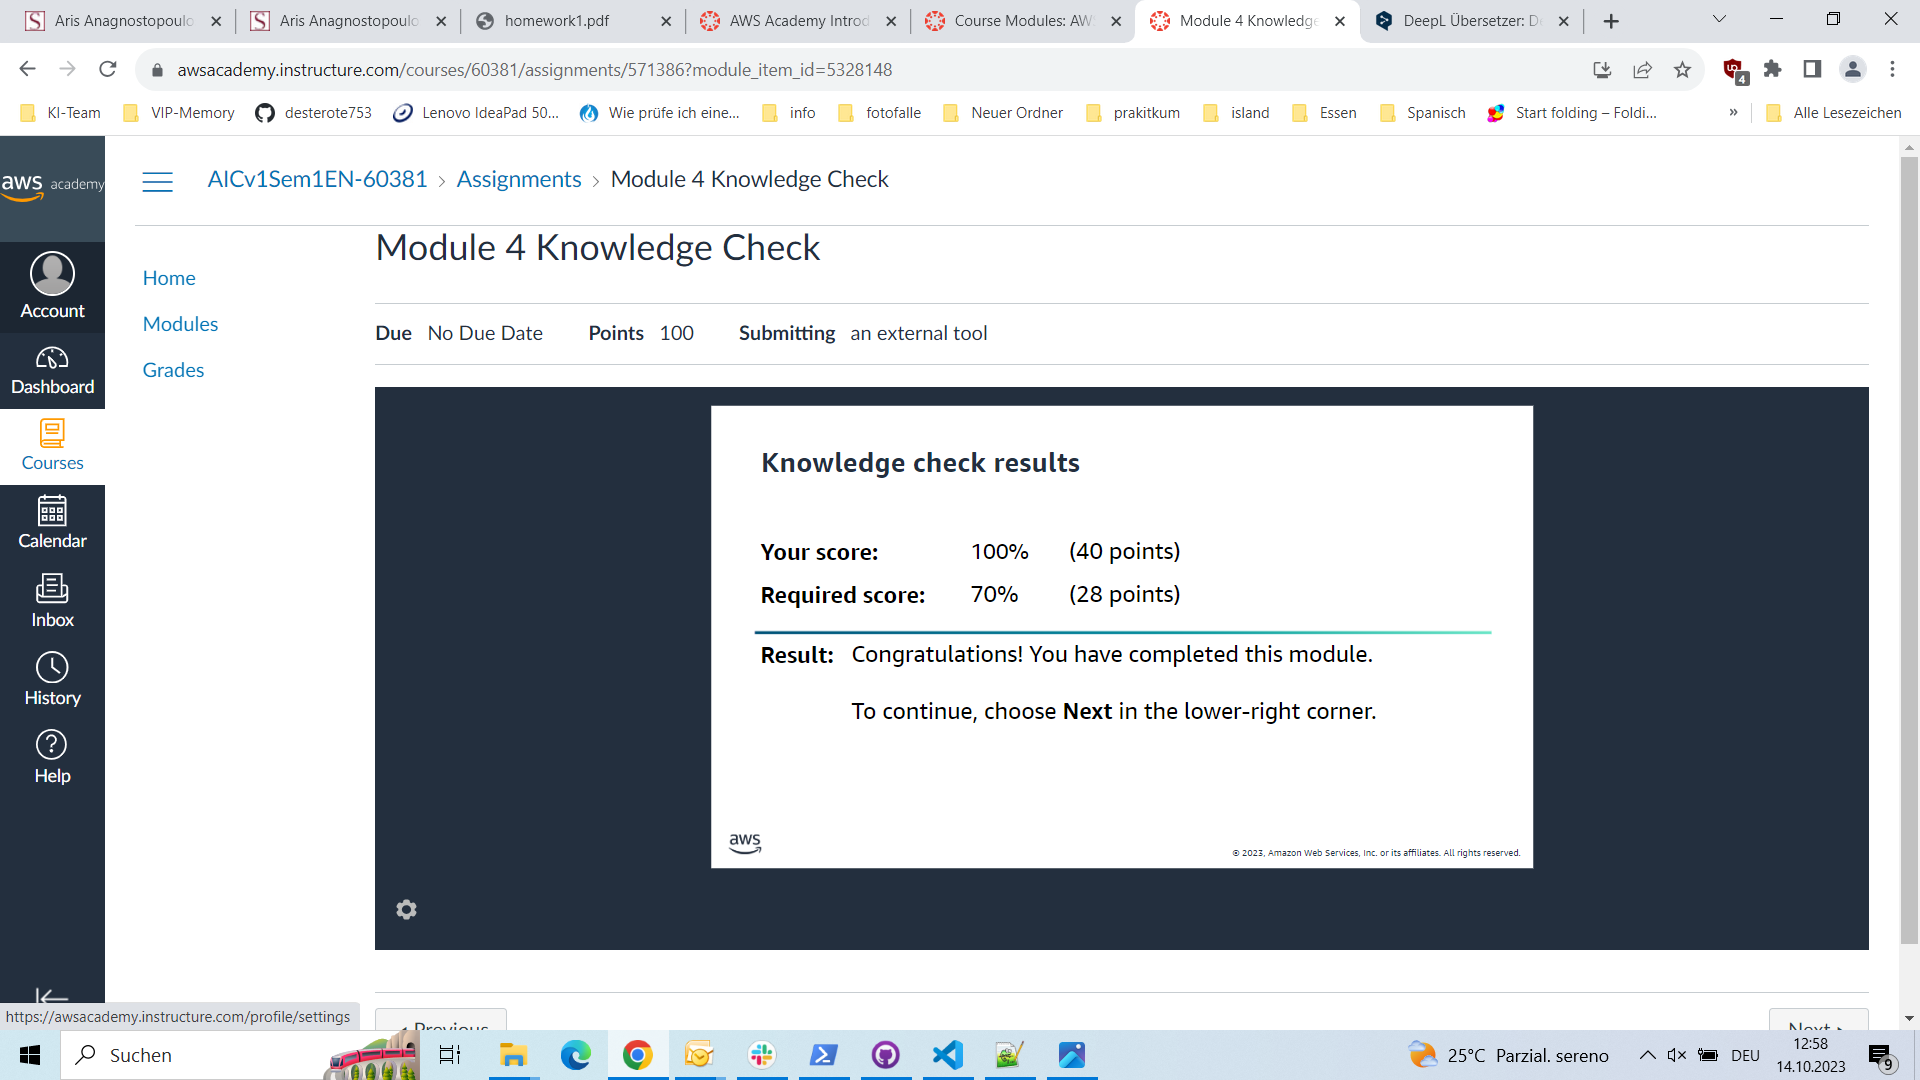 Aris Anagnostopoulo
Aris Anagnostopoulo
homework1.pdf
AWS Academy Introd
Course Modules: AW
Module 4 Knowledge
DeepL Übersetzer: De
awsacademy.instructure.com/courses/60381/assignments/571386?module_item_id=5328148
4
KI-Team
VIP-Memory
desterote753
Lenovo IdeaPad 50...
Wie prüfe ich eine...
info
fotofalle
Neuer Ordner
prakitkum
island
Essen
Spanisch
Start folding – Foldi...
»
Alle Lesezeichen
aws academy
AICv1Sem1EN-60381 › Assignments › Module 4 Knowledge Check
Account
Dashboard
Courses
Calendar
Inbox
History
Help
Home
Modules
Grades
Module 4 Knowledge Check
Due No Due Date Points 100 Submitting an external tool
Knowledge check results
Your score: 100% (40 points)
Required score: 70% (28 points)
Result: Congratulations! You have completed this module.
To continue, choose Next in the lower-right corner.
aws
© 2023, Amazon Web Services, Inc. or its affiliates. All rights reserved.
Previous
Next
https://awsacademy.instructure.com/profile/settings
Suchen
25°C Parzial. sereno
DEU
12:58
14.10.2023
9